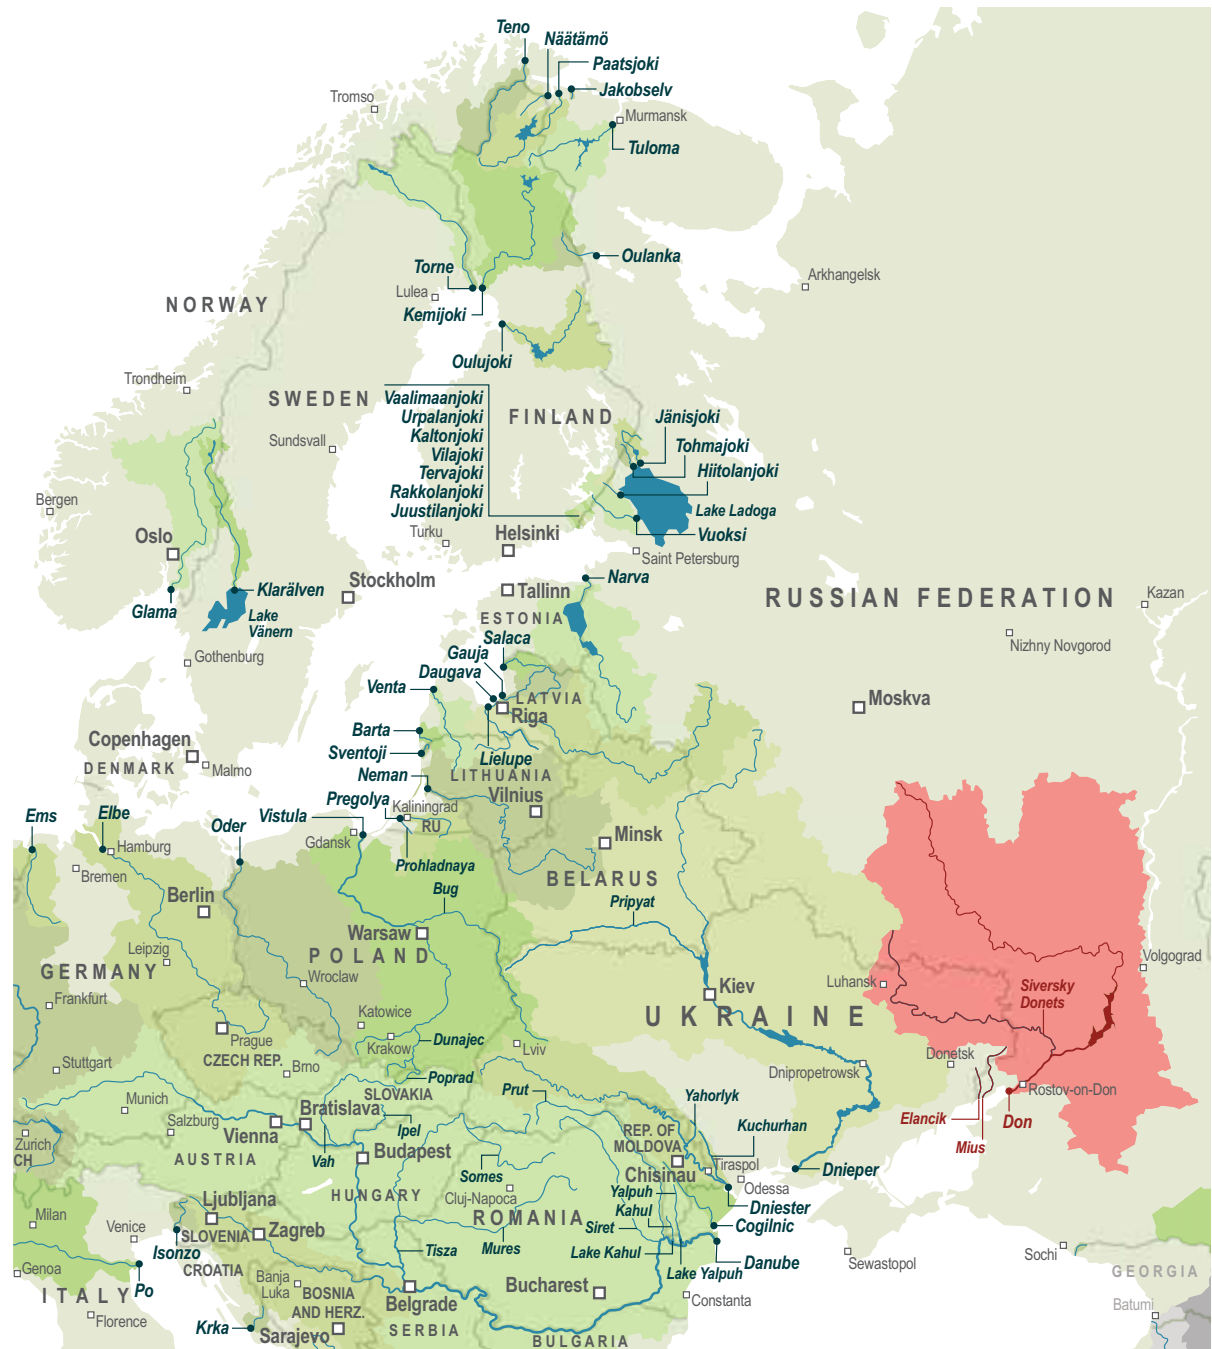 Teno
Näätämö
Paatsjoki
Jakobselv
Tromso
Murmansk
Tuloma
Oulanka
Torne
Lulea
Arkhangelsk
NORWAY
Kemijoki
Oulujoki
Trondheim
SWEDEN
Vaalimaanjoki
Urpalanjoki
Kaltonjoki
Vilajoki
Tervajoki
Rakkolanjoki
Juustilanjoki
FINLAND
Jänisjoki
Tohmajoki
Hiitolanjoki
Sundsvall
Bergen
Lake Ladoga
Turku
Helsinki
Vuoksi
Oslo
Saint Petersburg
Stockholm
Klarälven
Glama
Lake
Vänern
Tallinn
Narva
ESTONIA
RUSSIAN FEDERATION
Kazan
Nizhny Novgorod
Gothenburg
Salaca
Gauja
Daugava
Venta
LATVIA
Riga
Moskva
Barta
Sventoji
Lielupe
Copenhagen
DENMARK
Malmo
Neman
LITHUANIA
Vilnius
Pregolya
Kaliningrad
RU
Ems
Elbe
Oder
Vistula
Gdansk
Hamburg
Bremen
Minsk
Prohladnaya
BELARUS
Berlin
Bug
Pripyat
Warsaw
POLAND
Leipzig
GERMANY
Wroclaw
Volgograd
Luhansk
Siversky
Donets
Kiev
UKRAINE
Frankfurt
Katowice
Prague
Krakow
Dunajec
Lviv
CZECH REP.
Brno
Stuttgart
Poprad
SLOVAKIA
Donetsk
Dnipropetrowsk
Rostov-on-Don
Munich
Bratislava
Prut
Yahorlyk
Elancik
Don
Mius
Salzburg
Vienna
Ipel
REP. OF
MOLDOVA
Kuchurhan
Zurich
CH
AUSTRIA
Vah
Budapest
Somes
Chisinau
Tiraspol
Dnieper
Odessa
HUNGARY
Cluj-Napoca
Yalpuh
Kahul
Dniester
Ljubljana
Milan
Venice
SLOVENIA
Zagreb
ROMANIA
Siret
Cogilnic
Isonzo
Tisza
Mures
Lake Kahul
Lake Yalpuh
Danube
Sewastopol
Sochi
Genoa
CROATIA
Po
Banja
Luka
BOSNIA
AND HERZ.
Belgrade
Bucharest
Constanta
GEORGIA
ITALY
Florence
Krka
Sarajevo
SERBIA
BULGARIA
Batumi